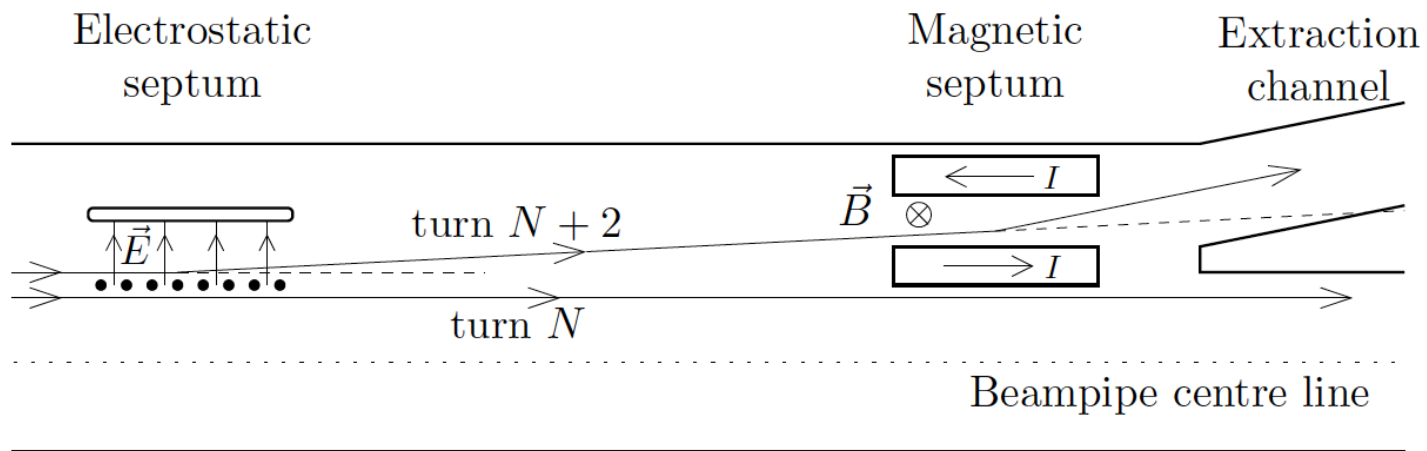 Electrostatic
septum
Magnetic
septum
Extraction
channel
I
B⃗
turn N + 2
E⃗
I
turn N
Beampipe centre line